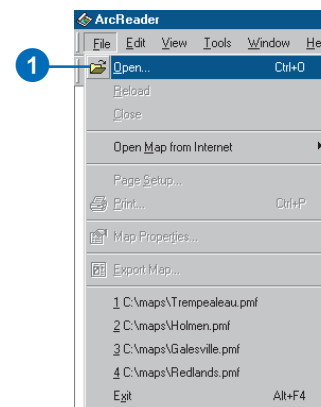 ArcReader
File Edit View Tools Window He
1
Open... Ctrl+O
Reload
Close
Open Map from Internet
Page Setup...
Print... Ctrl+P
Map Properties...
Export Map...
1 C:\maps\Trempealeau.pmf
2 C:\maps\Holmen.pmf
3 C:\maps\Galesville.pmf
4 C:\maps\Redlands.pmf
Exit Alt+F4